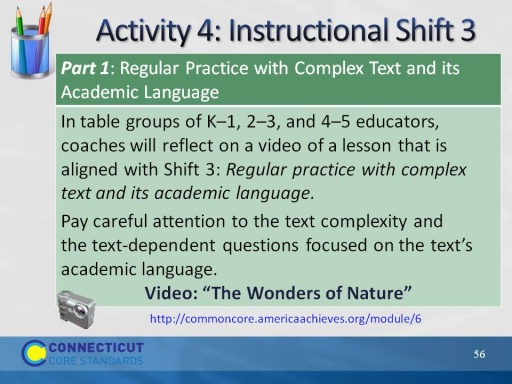 Activity 4: Instructional Shift 3
Part 1: Regular Practice with Complex Text and its
Academic Language
In table groups of K–1, 2–3, and 4–5 educators,
coaches will reflect on a video of a lesson that is
aligned with Shift 3: Regular practice with complex
text and its academic language.
Pay careful attention to the text complexity and
the text-dependent questions focused on the text’s
academic language.
Video: “The Wonders of Nature”
http://commoncore.americaachieves.org/module/6
CONNECTICUT
CORE STANDARDS
56